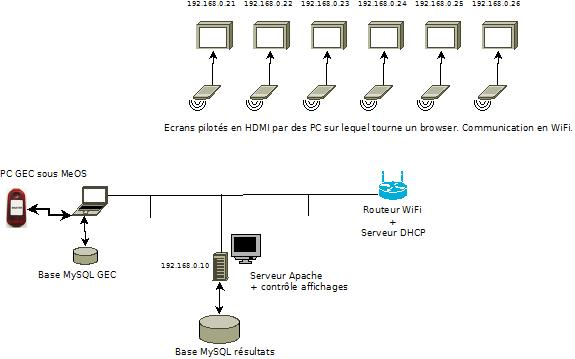 192.168.0.21 192.168.0.22 192.168.0.23 192.168.0.24 192.168.0.25 192.168.0.26
Ecrans pilotés en HDMI par des PC sur lequel tourne un browser. Communication en WiFi.
PC GEC sous MeOS
Routeur WiFi
+
Serveur DHCP
Base MySQL GEC
192.168.0.10
Serveur Apache
+ contrôle affichages
Base MySQL résultats